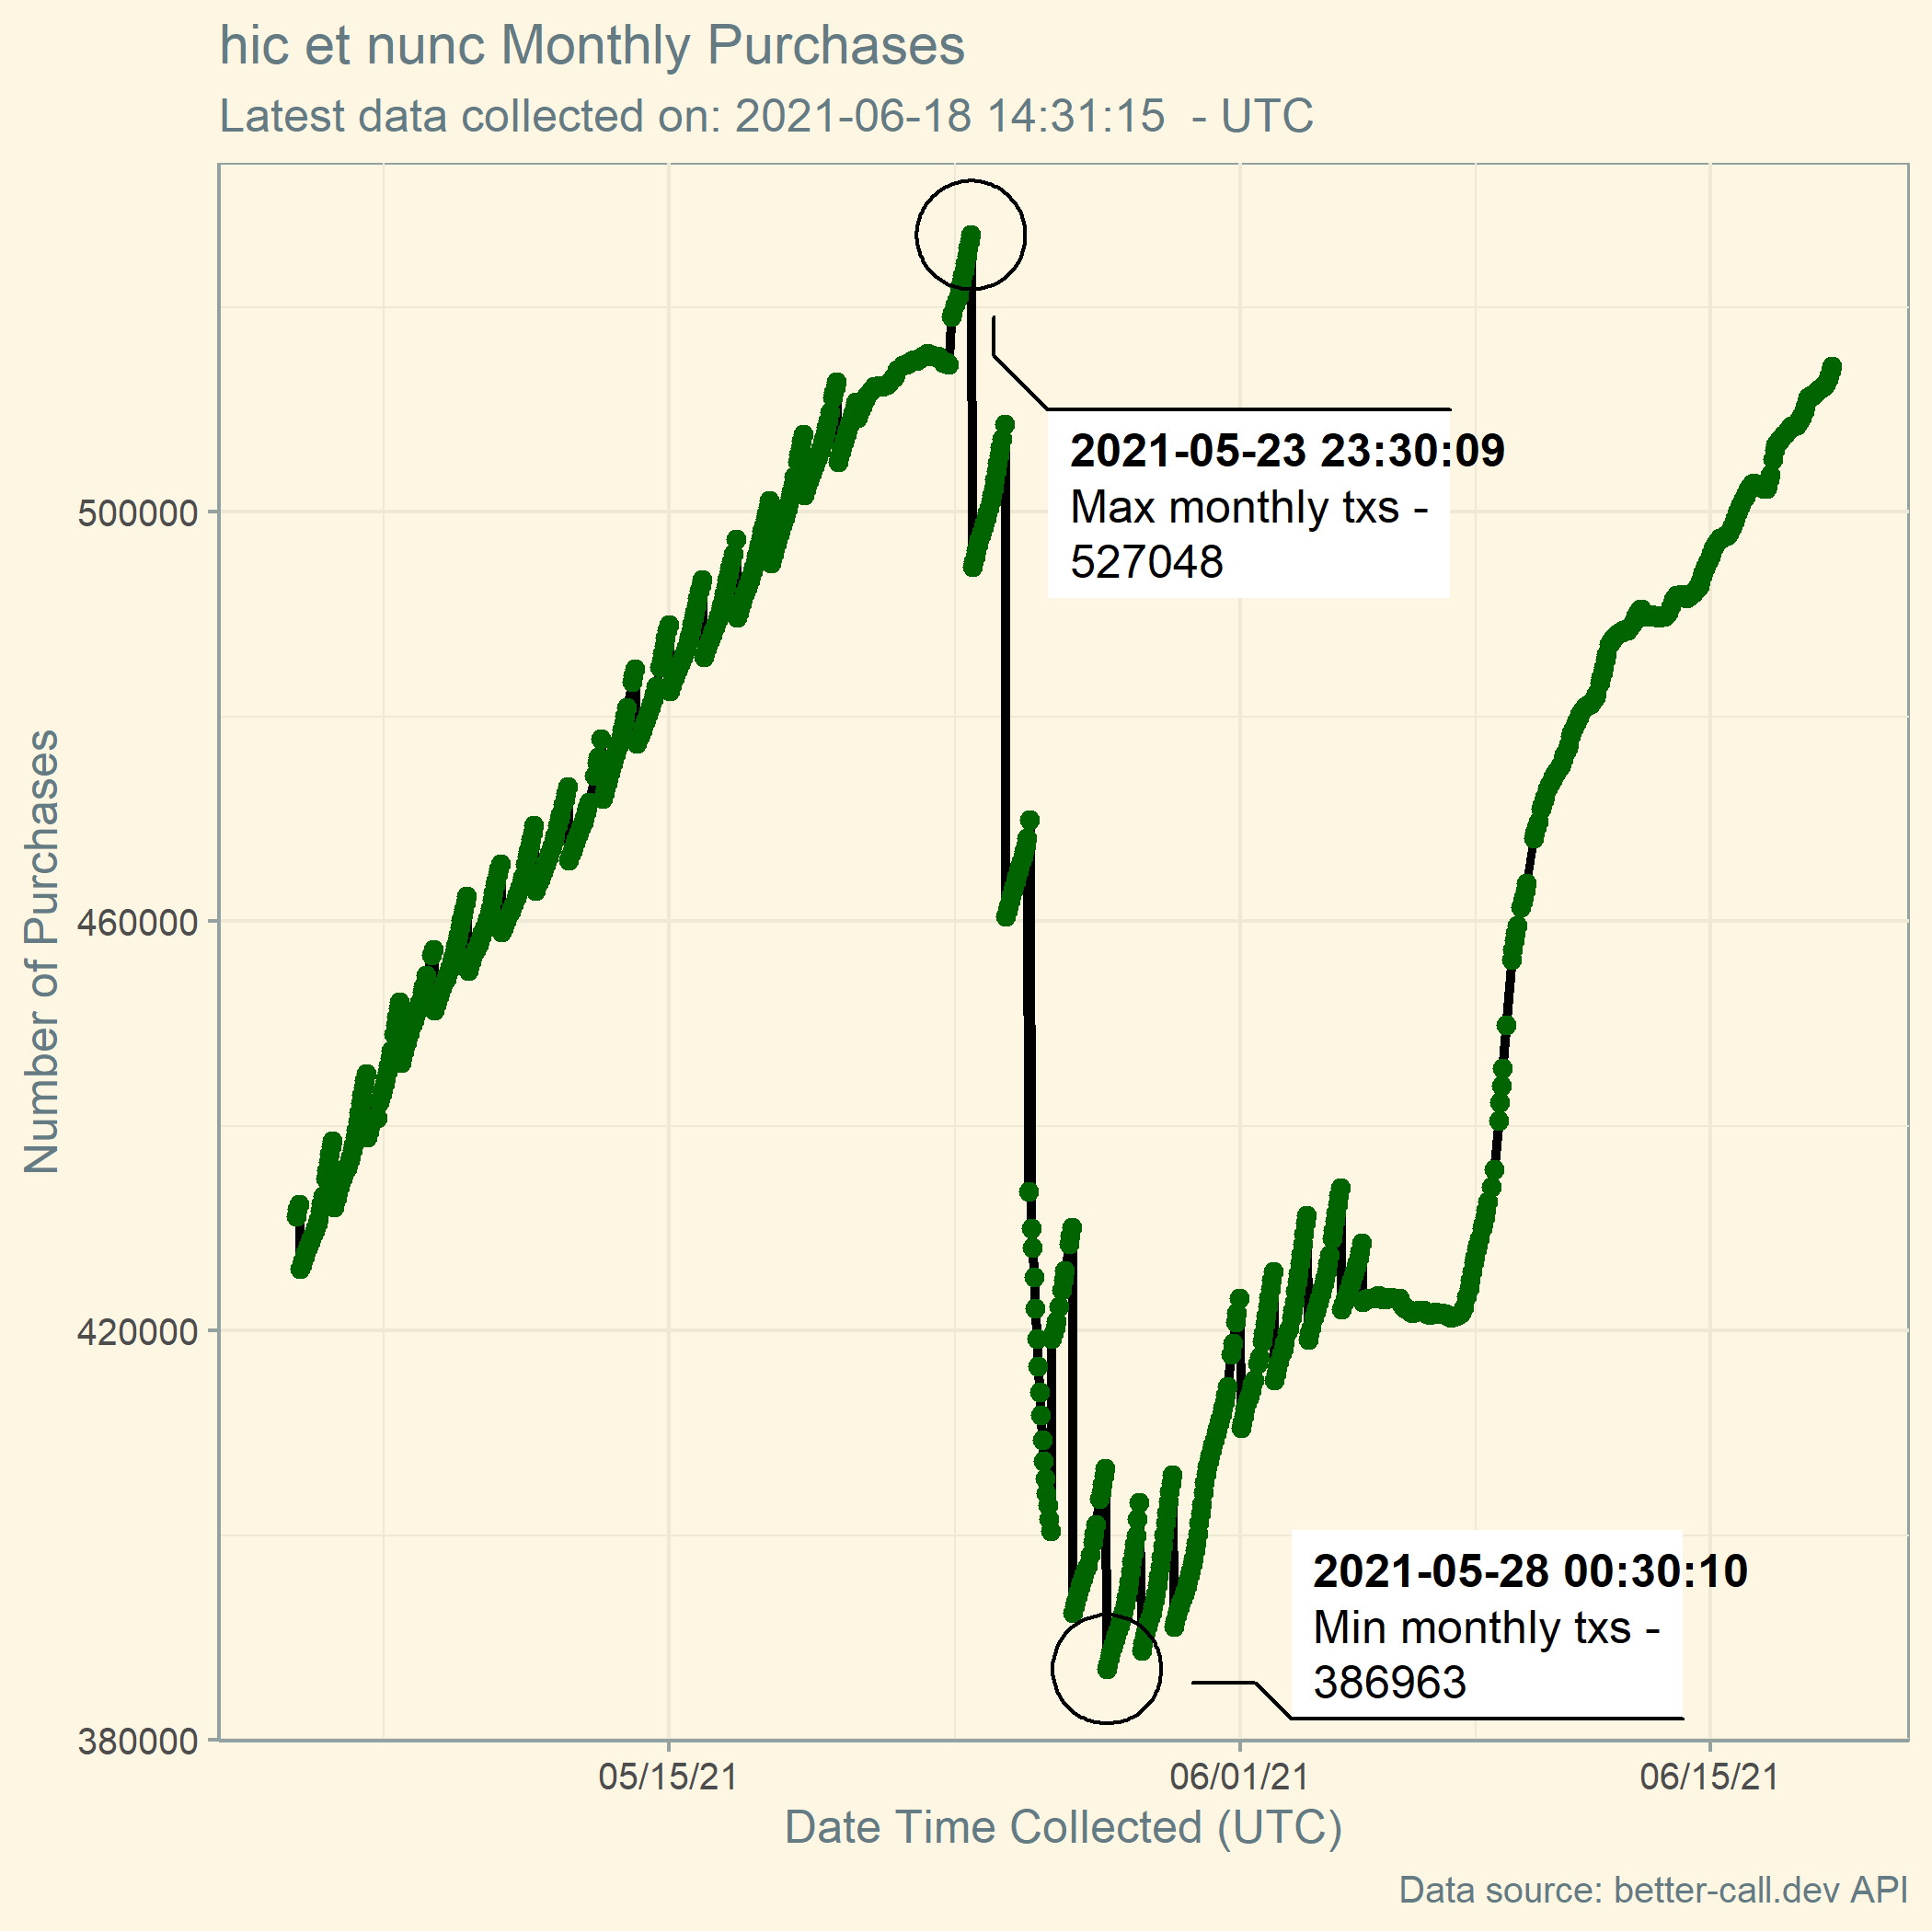 hic et nunc Monthly Purchases
Latest data collected on: 2021-06-18 14:31:15  - UTC
Number of Purchases
500000
460000
420000
380000
2021-05-23 23:30:09
Max monthly txs -
527048
2021-05-28 00:30:10
Min monthly txs -
386963
05/15/21
06/01/21
06/15/21
Date Time Collected (UTC)
Data source: better-call.dev API